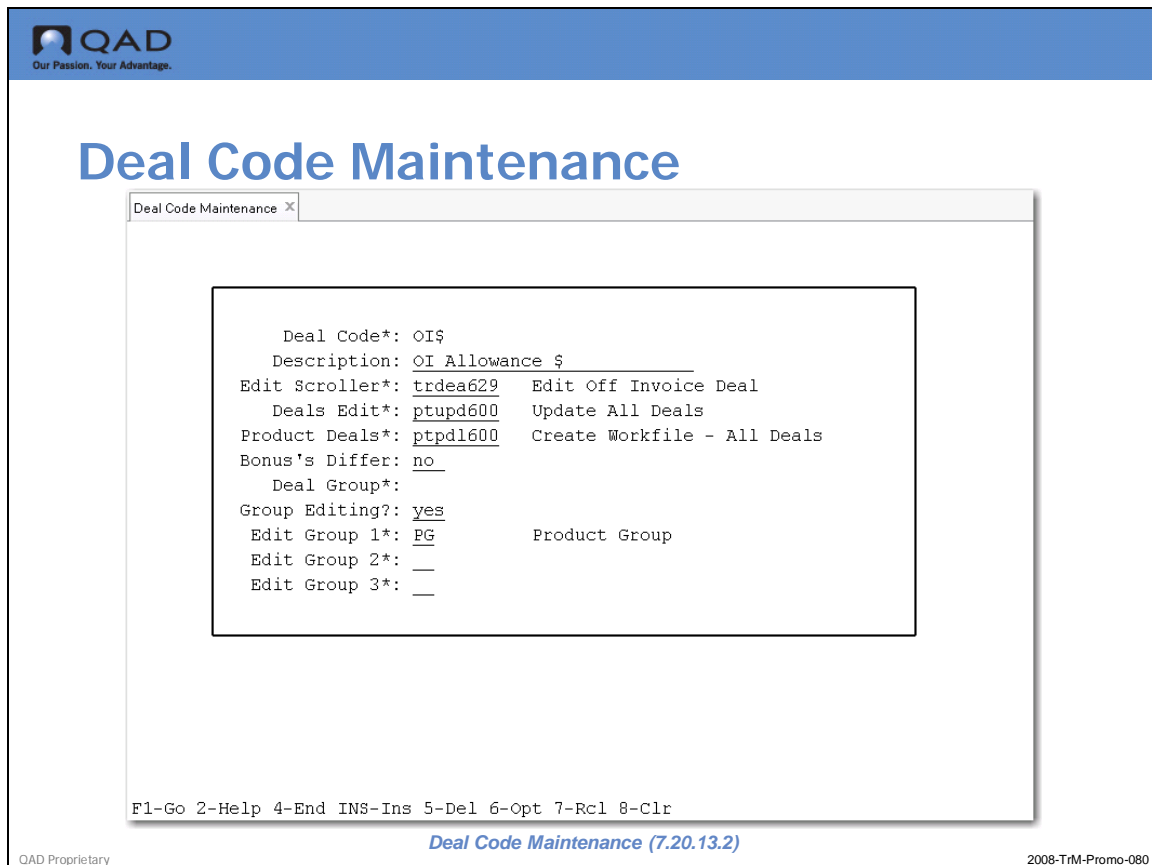 QAD
Our Passion. Your Advantage.
Deal Code Maintenance
Deal Code Maintenance X
Deal Code*: OI$
Description: OI Allowance $
Edit Scroller*: trdea629 Edit Off Invoice Deal
Deals Edit*: ptupd600 Update All Deals
Product Deals*: ptpdl600 Create Workfile - All Deals
Bonus's Differ: no
Deal Group*:
Group Editing?: yes
Edit Group 1*: PG Product Group
Edit Group 2*: __
Edit Group 3*: __
F1-Go 2-Help 4-End INS-Ins 5-Del 6-Opt 7-Rcl 8-Clr
Deal Code Maintenance (7.20.13.2)
QAD Proprietary 2008-TrM-Promo-080